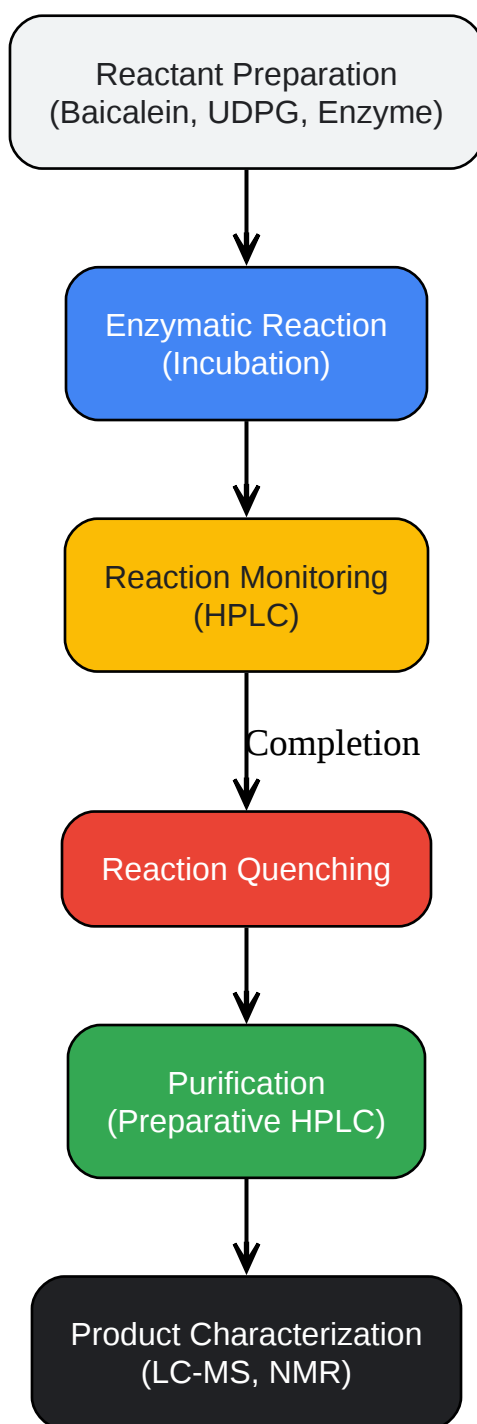 Reactant Preparation
(Baicalein, UDPG, Enzyme)
Enzymatic Reaction
(Incubation)
Reaction Monitoring
(HPLC)
Completion
Reaction Quenching
Purification
(Preparative HPLC)
Product Characterization
(LC-MS, NMR)